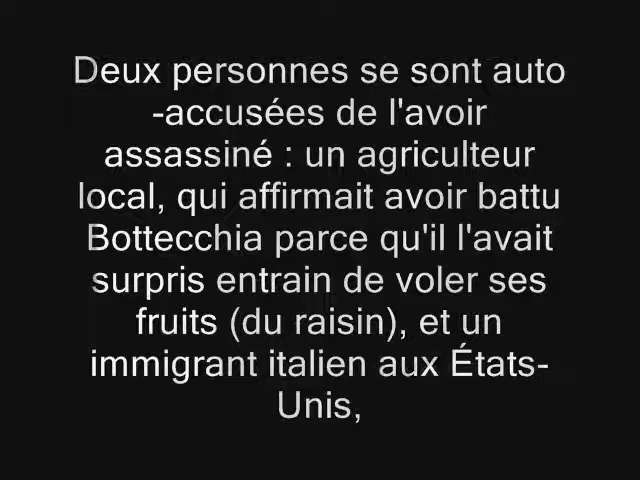 Deux personnes se sont auto
-accusées de l'avoir
assassiné : un agriculteur
local, qui affirmait avoir battu
Bottecchia parce qu'il l'avait
surpris entrain de voler ses
fruits (du raisin), et un
immigrant italien aux États-
Unis,